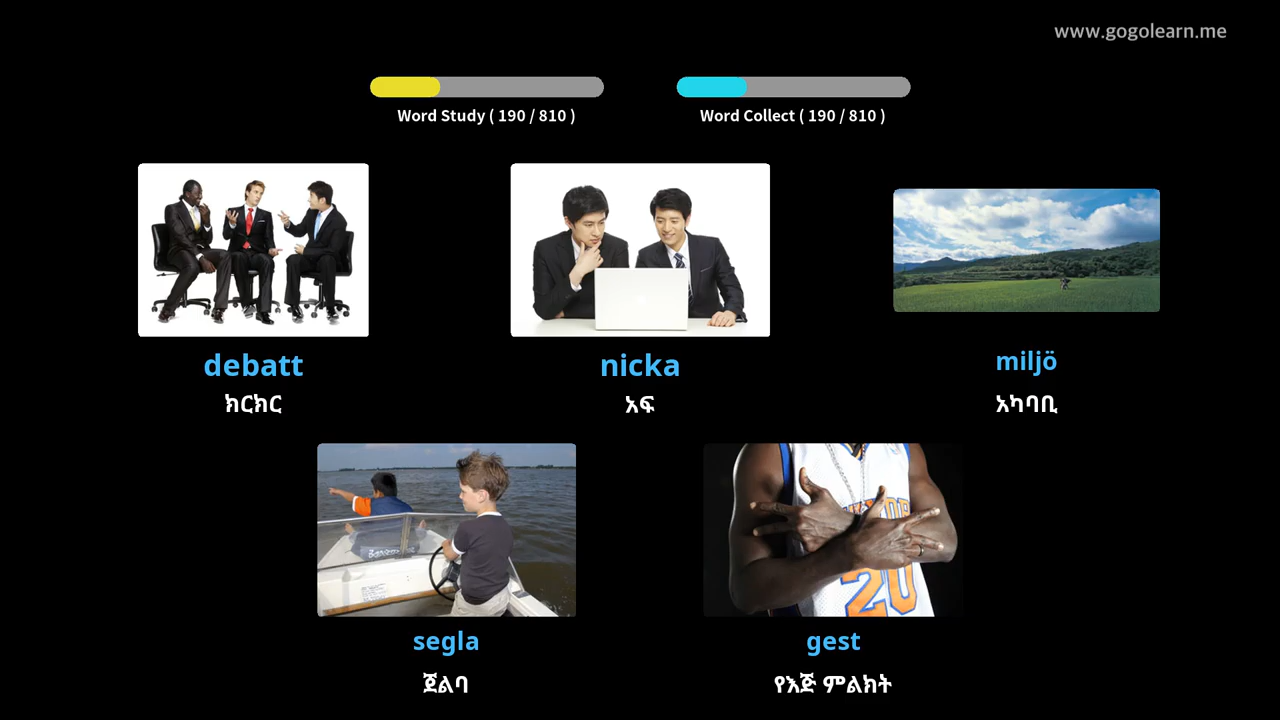 www.gogolearn.me
Word Study ( 190 / 810 )
Word Collect ( 190 / 810 )
debatt
ክርክር
nicka
አፍ
miljö
አካባቢ
segla
ጀልባ
gest
የእጅ ምልክት
20